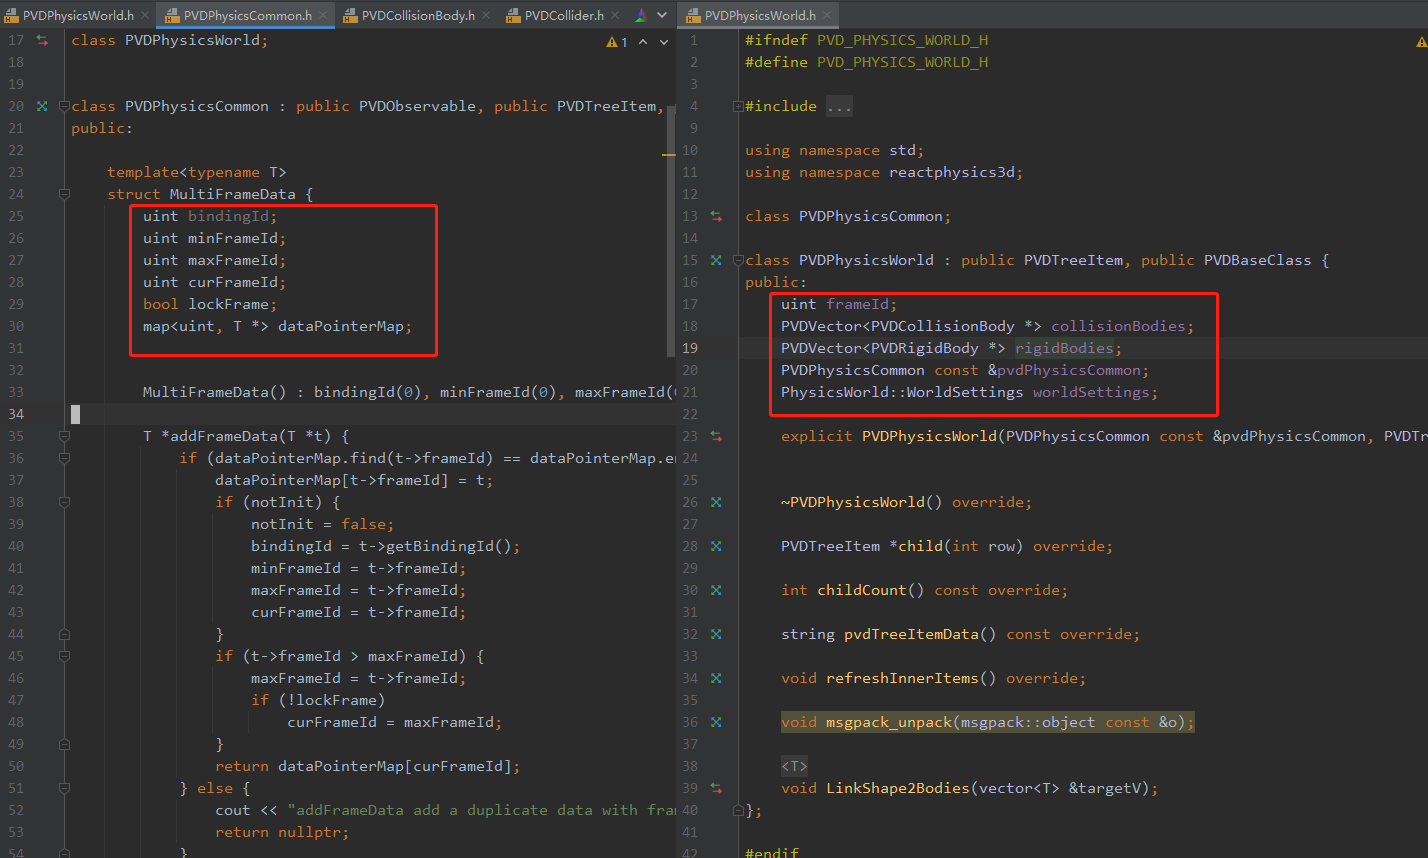 PVDPhysicsWorld.h
PVDPhysicsCommon.h
PVDCollisionBody.h
PVDCollider.h
17 class PVDPhysicsWorld;
1
18
19
20 class PVDPhysicsCommon : public PVDObservable, public PVDTreeItem,
21 public:
22
23 template<typename T>
24 struct MultiFrameData {
25 uint bindingId;
26 uint minFrameId;
27 uint maxFrameId;
28 uint curFrameId;
29 bool lockFrame;
30 map<uint, T *> dataPointerMap;
31
32
33 MultiFrameData() : bindingId(0), minFrameId(0), maxFrameId(
34
35 T *addFrameData(T *t) {
36 if (dataPointerMap.find(t->frameId) == dataPointerMap.e
37 dataPointerMap[t->frameId] = t;
38 if (notInit) {
39 notInit = false;
40 bindingId = t->getBindingId();
41 minFrameId = t->frameId;
42 maxFrameId = t->frameId;
43 curFrameId = t->frameId;
44 }
45 if (t->frameId > maxFrameId) {
46 maxFrameId = t->frameId;
47 if (!lockFrame)
48 curFrameId = maxFrameId;
49 }
50 return dataPointerMap[curFrameId];
51 } else {
52 cout << "addFrameData add a duplicate data with fra
53 return nullptr;
54 }
PVDPhysicsWorld.h
1 #ifndef PVD_PHYSICS_WORLD_H
2 #define PVD_PHYSICS_WORLD_H
3
4 #include ...
9
10 using namespace std;
11 using namespace reactphysics3d;
12
13 class PVDPhysicsCommon;
14
15 class PVDPhysicsWorld : public PVDTreeItem, public PVDBaseClass {
16 public:
17 uint frameId;
18 PVDVector<PVDCollisionBody *> collisionBodies;
19 PVDVector<PVDRigidBody *> rigidBodies;
20 PVDPhysicsCommon const &pvdPhysicsCommon;
21 PhysicsWorld::WorldSettings worldSettings;
22
23 explicit PVDPhysicsWorld(PVDPhysicsCommon const &pvdPhysicsCommon, PVDTr
24
25
26 ~PVDPhysicsWorld() override;
27
28 PVDTreeItem *child(int row) override;
29
30 int childCount() const override;
31
32 string pvdTreeItemData() const override;
33
34 void refreshInnerItems() override;
35
36 void msgpack_unpack(msgpack::object const &o);
37
38 <T>
39 void LinkShape2Bodies(vector<T> &targetV);
40 };
41
42 #endif